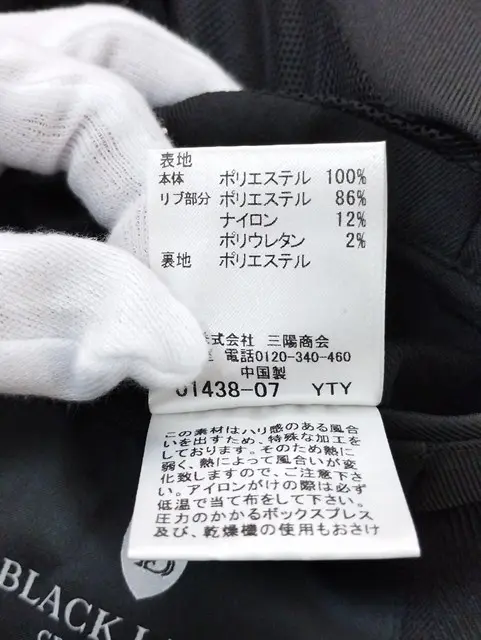 表地
本体 ポリエステル 100%
リブ部分 ポリエステル 86%
ナイロン 12%
ポリウレタン 2%
裏地 ポリエステル
式会社 三陽商会
電話0120-340-460
中国製
01438-07 YTY
この素材はハリ感のある風合
いを出すため、特殊な加工を
しております。そのため熱に
弱く、熱によって風合いが変
化致しますので、ご注意下さ
い。アイロンがけの際は必ず
低温で当て布をして下さい。
圧力のかかるボックスプレス
及び、乾燥機の使用もおさけ
BLACK